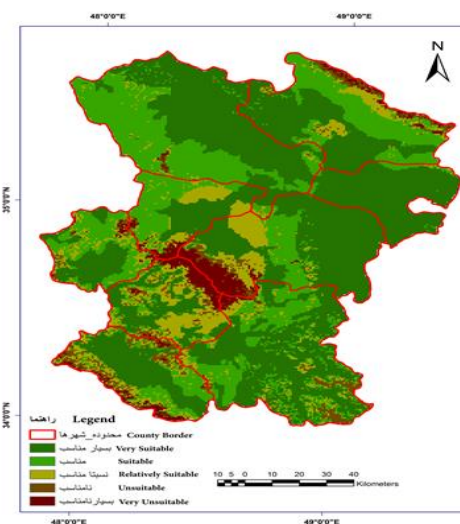 48°0'0"E 49°0'0"E
N
35°0'0"N
34°0'0"N
راهنما Legend
محدوده_شهرها County Border
بسیار مناسب Very Suitable
مناسب Suitable
نسبتا مناسب Relatively Suitable
نامناسب Unsuitable
بسیارنامناسب Very Unsuitable
10 5 0 10 20 30 40
Kilometers
48°0'0"E 49°0'0"E